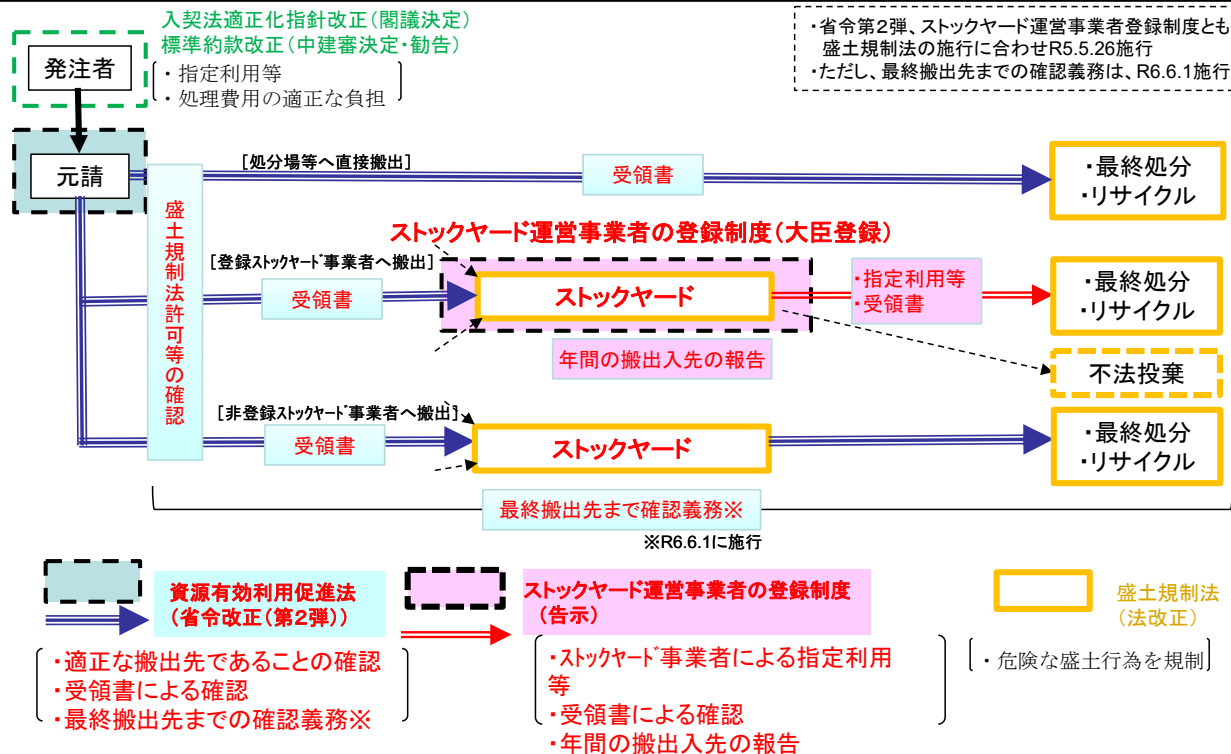 入契法適正化指針改正(閣議決定)
標準約款改正(中建審決定・勧告)
・指定利用等
・処理費用の適正な負担
・省令第2弾、ストックヤード運営事業者登録制度とも
盛土規制法の施行に合わせR5.5.26施行
・ただし、最終搬出先までの確認義務は、R6.6.1施行
発注者
元請
盛土規制法許可等の確認
[処分場等へ直接搬出]
受領書
・最終処分
・リサイクル
ストックヤード運営事業者の登録制度(大臣登録)
[登録ストックヤード事業者へ搬出]
受領書
ストックヤード
・指定利用等
・受領書
・最終処分
・リサイクル
年間の搬出入先の報告
不法投棄
[非登録ストックヤード事業者へ搬出]
受領書
ストックヤード
・最終処分
・リサイクル
最終搬出先まで確認義務※
※R6.6.1に施行
資源有効利用促進法
(省令改正(第2弾))
・適正な搬出先であることの確認
・受領書による確認
・最終搬出先までの確認義務※
ストックヤード運営事業者の登録制度
(告示)
・ストックヤード事業者による指定利用
等
・受領書による確認
・年間の搬出入先の報告
盛土規制法
(法改正)
・危険な盛土行為を規制